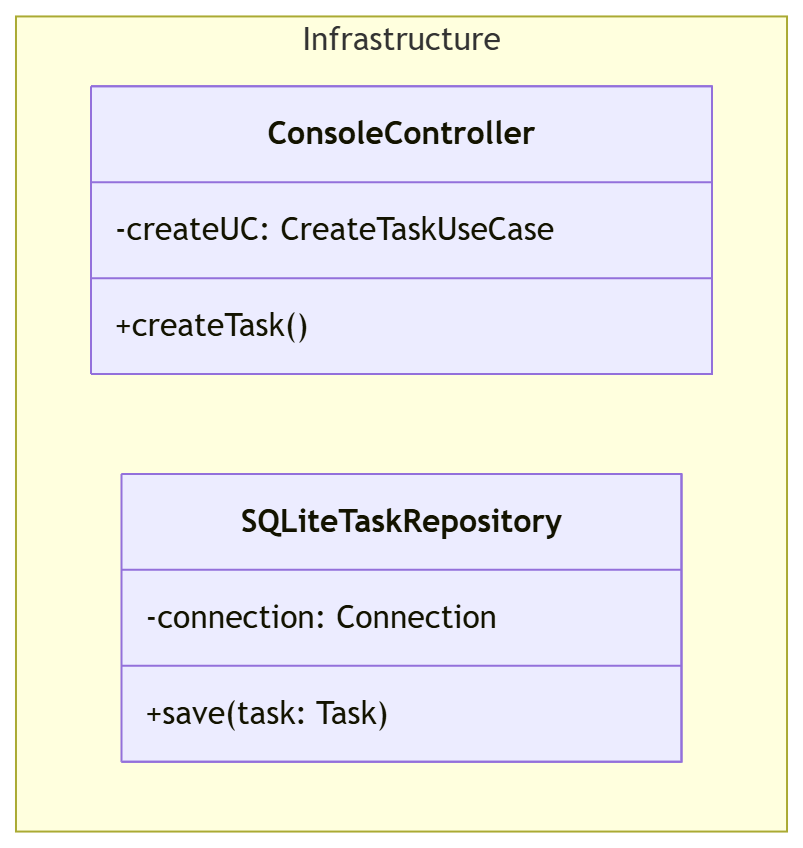 Infrastructure
ConsoleController
-createUC: CreateTaskUseCase
+createTask()
SQLiteTaskRepository
-connection: Connection
+save(task: Task)